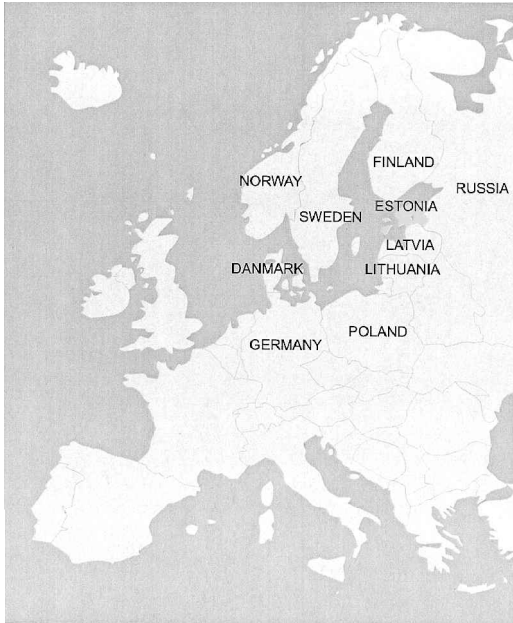 FINLAND
NORWAY
RUSSIA
ESTONIA
SWEDEN
LATVIA
DANMARK
LITHUANIA
POLAND
GERMANY